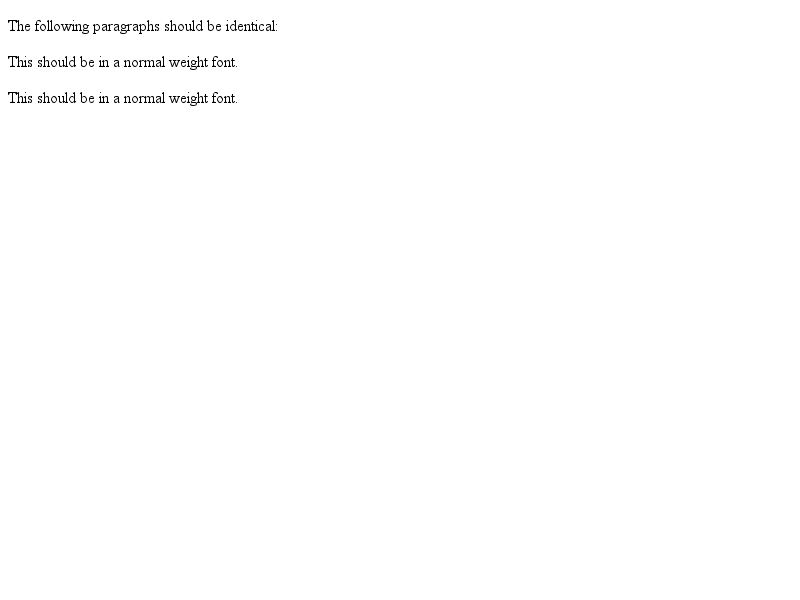 The following paragraphs should be identical:
This should be in a normal weight font.
This should be in a normal weight font.